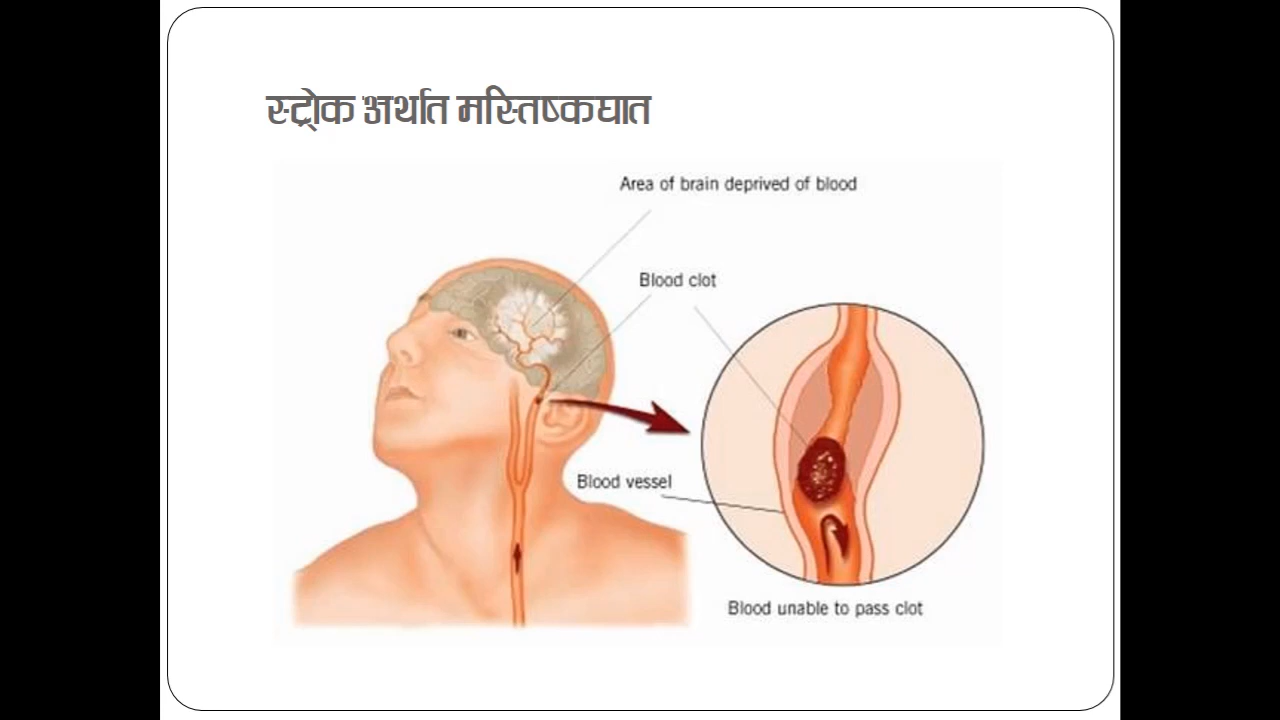 स्ट्रोक अर्थात मस्तिष्कघात
Area of brain deprived of blood
Blood clot
Blood vessel
Blood unable to pass clot